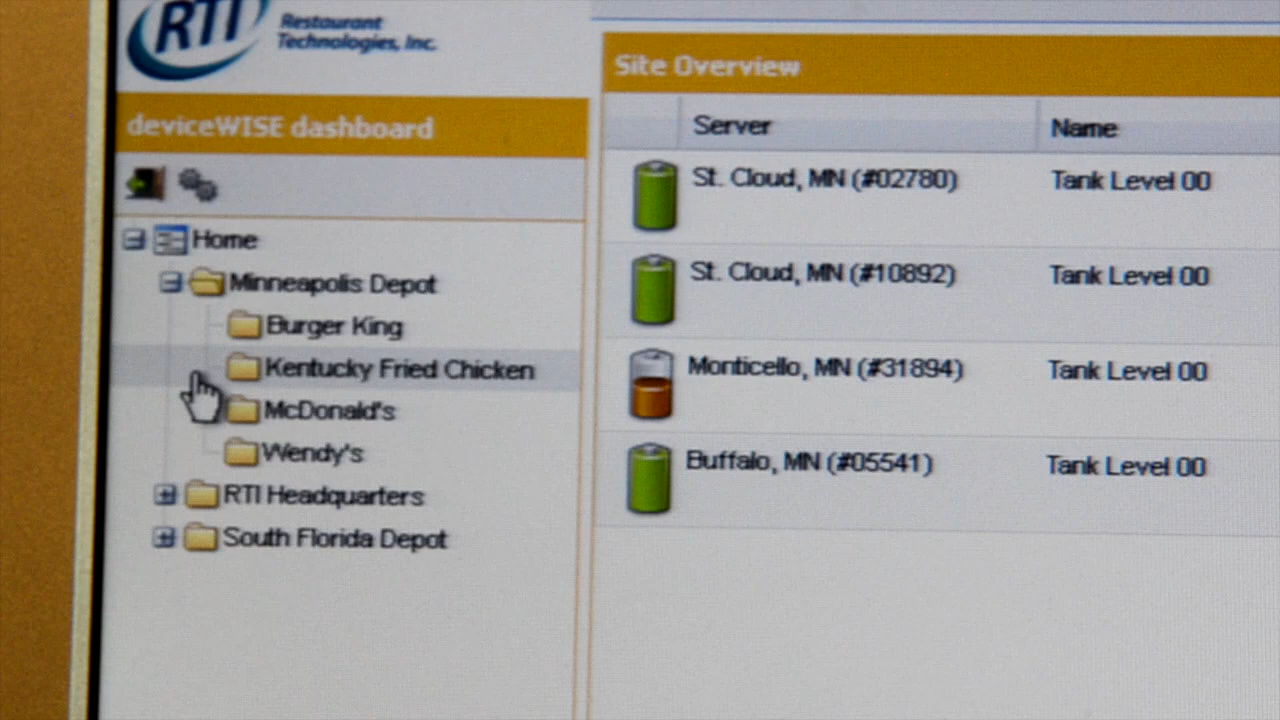 RTI
Restaurant
Technologies, Inc.
deviceWISE dashboard
Home
Minneapolis Depot
Burger King
Kentucky Fried Chicken
McDonald's
Wendy's
RTI Headquarters
South Florida Depot
Site Overview
Server Name
St. Cloud, MN (#02780) Tank Level 00
St. Cloud, MN (#10892) Tank Level 00
Monticello, MN (#31894) Tank Level 00
Buffalo, MN (#05541) Tank Level 00